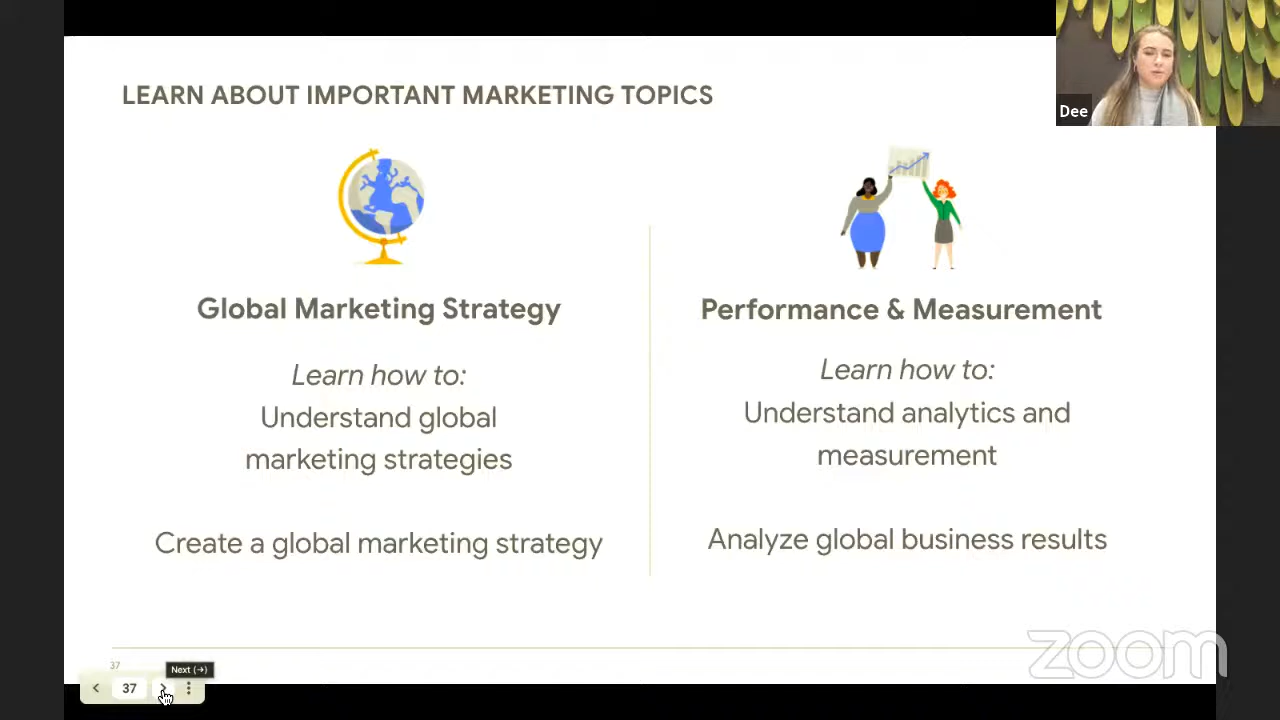 LEARN ABOUT IMPORTANT MARKETING TOPICS
Dee
Global Marketing Strategy
Learn how to:
Understand global
marketing strategies
Create a global marketing strategy
Performance & Measurement
Learn how to:
Understand analytics and
measurement
Analyze global business results
zoom
37
Next (→)
37